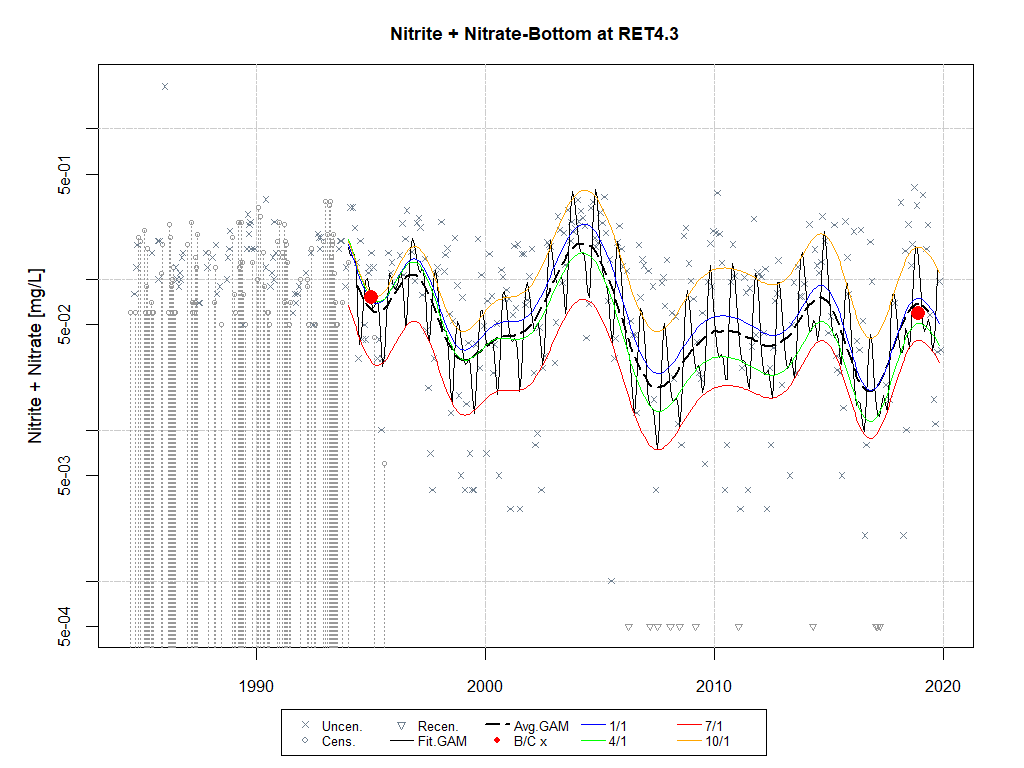 Nitrite + Nitrate-Bottom at RET4.3
Nitrite + Nitrate [mg/L]
5e-01
5e-02
5e-03
5e-04
1990 2000 2010 2020
Uncen. Recen. Avg.GAM 1/1 7/1
Cens. Fit.GAM B/C x 4/1 10/1